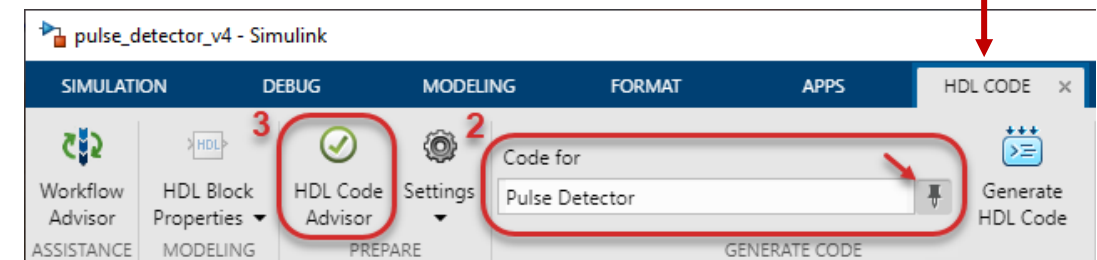 pulse_detector_v4 - Simulink
SIMULATION DEBUG MODELING FORMAT APPS HDL CODE ×
3 2
HDL
Code for
Workflow HDL Block HDL Code Settings Pulse Detector Generate
Advisor Properties Advisor HDL Code
ASSISTANCE MODELING PREPARE GENERATE CODE